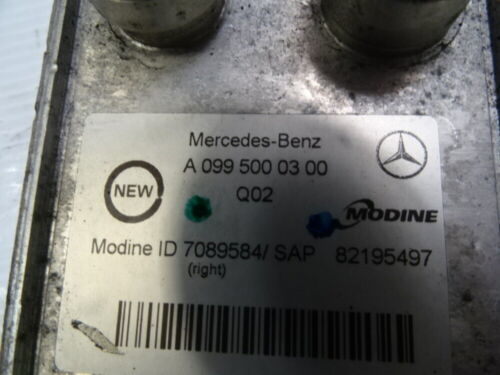 Mercedes-Benz
A 099 500 03 00
NEW
Q02
MODINE
Modine ID 7089584/ SAP 82195497
(right)